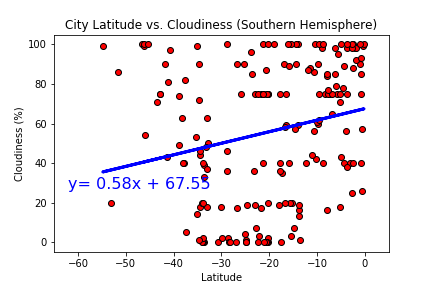 City Latitude vs. Cloudiness (Southern Hemisphere)
100
80
60
40
20
0
Cloudiness (%)
y= 0.58x + 67.55
−60 −50 −40 −30 −20 −10 0
Latitude